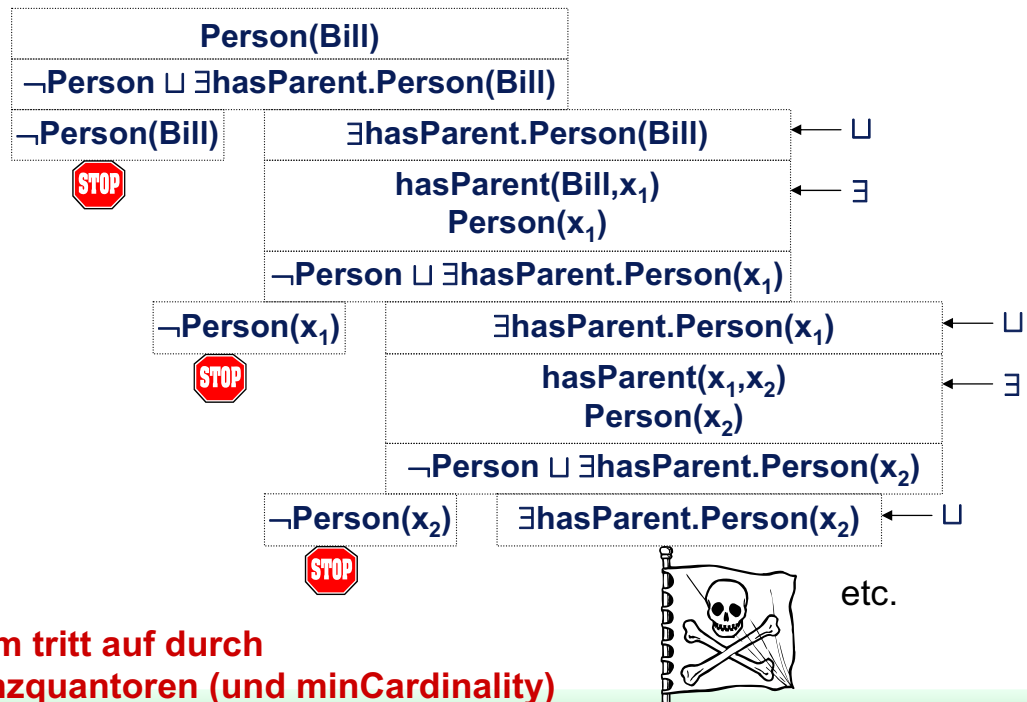 Person(Bill)
¬Person ⊔ ∃hasParent.Person(Bill)
¬Person(Bill) ∃hasParent.Person(Bill) ⊔
STOP
hasParent(Bill,x₁) ∃
Person(x₁)
¬Person ⊔ ∃hasParent.Person(x₁)
¬Person(x₁) ∃hasParent.Person(x₁) ⊔
STOP
hasParent(x₁,x₂) ∃
Person(x₂)
¬Person ⊔ ∃hasParent.Person(x₂)
¬Person(x₂) ∃hasParent.Person(x₂) ⊔
STOP
etc.
tritt auf durch
(und minCardinality)